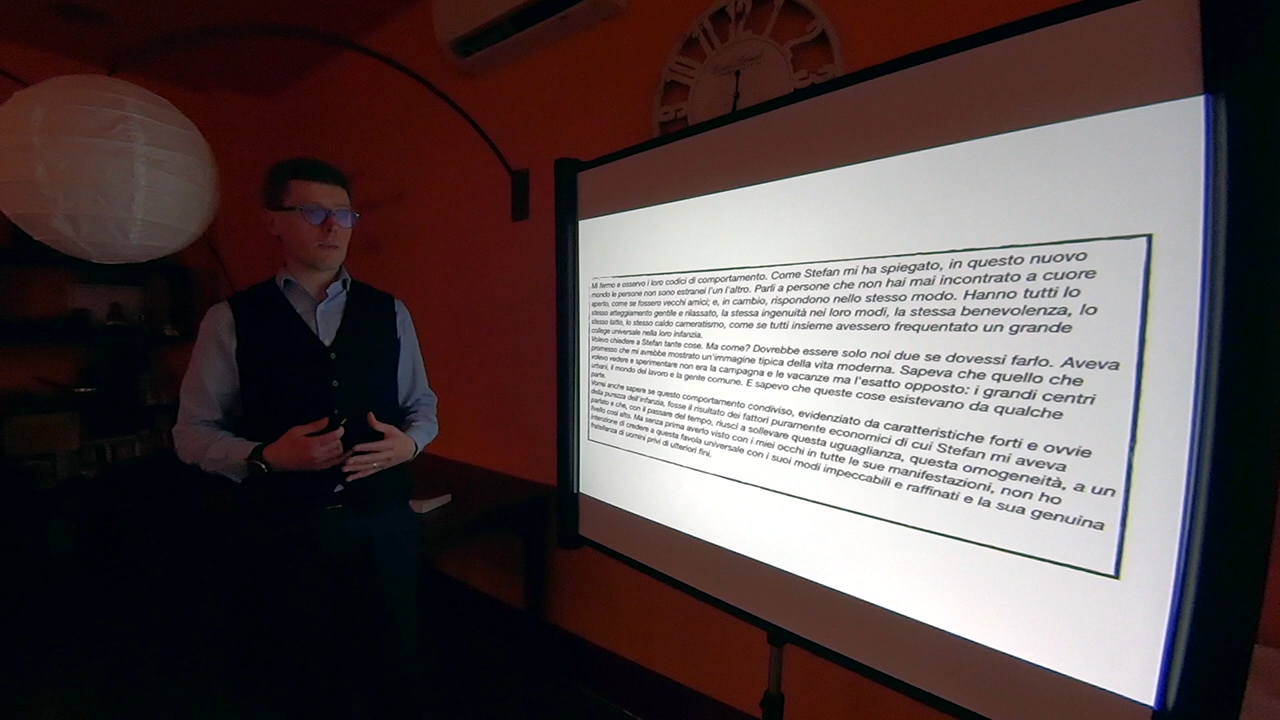 12
10
9
Mi fermo e osservo i loro codici di comportamento. Come Stefan mi ha spiegato, in questo nuovo
mondo le persone non sono estranei l'un l'altro. Parli a persone che non hai mai incontrato a cuore
aperto, come se fossero vecchi amici; e, in cambio, rispondono nello stesso modo. Hanno tutti lo
stesso atteggiamento gentile e rilassato, la stessa ingenuità nei loro modi, la stessa benevolenza, lo
stesso tatto, lo stesso caldo cameratismo, come se tutti insieme avessero frequentato un grande
college universale nella loro infanzia.
Volevo chiedere a Stefan tante cose. Ma come? Dovrebbe essere solo noi due se dovessi farlo. Aveva
promesso che mi avrebbe mostrato un'immagine tipica della vita moderna. Sapeva che quello che
volevo vedere e sperimentare non era la campagna e le vacanze ma l'esatto opposto: i grandi centri
urbani, il mondo del lavoro e la gente comune. E sapevo che queste cose esistevano da qualche
parte.
Vorrei anche sapere se questo comportamento condiviso, evidenziato da caratteristiche forti e ovvie
della purezza dell'infanzia, fosse il risultato dei fattori puramente economici di cui Stefan mi aveva
parlato e che, con il passare del tempo, riuscì a sollevare questa uguaglianza, questa omogeneità, a un
livello così alto. Ma senza prima averlo visto con i miei occhi in tutte le sue manifestazioni, non ho
intenzione di credere a questa favola universale con i suoi modi impeccabili e raffinati e la sua genuina
fratellanza di uomini privi di ulteriori fini.